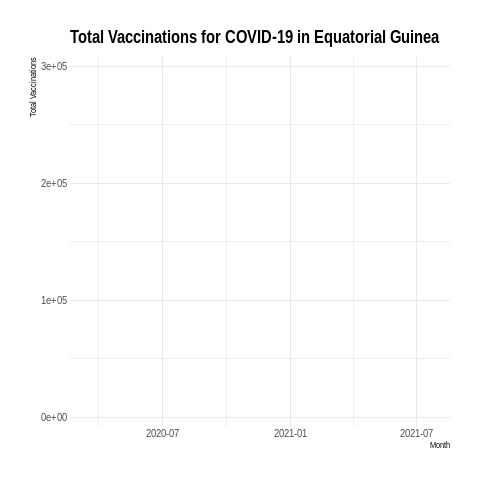 Total Vaccinations for COVID-19 in Equatorial Guinea
Total Vaccinations
3e+05
2e+05
1e+05
0e+00
2020-07 2021-01 2021-07
Month